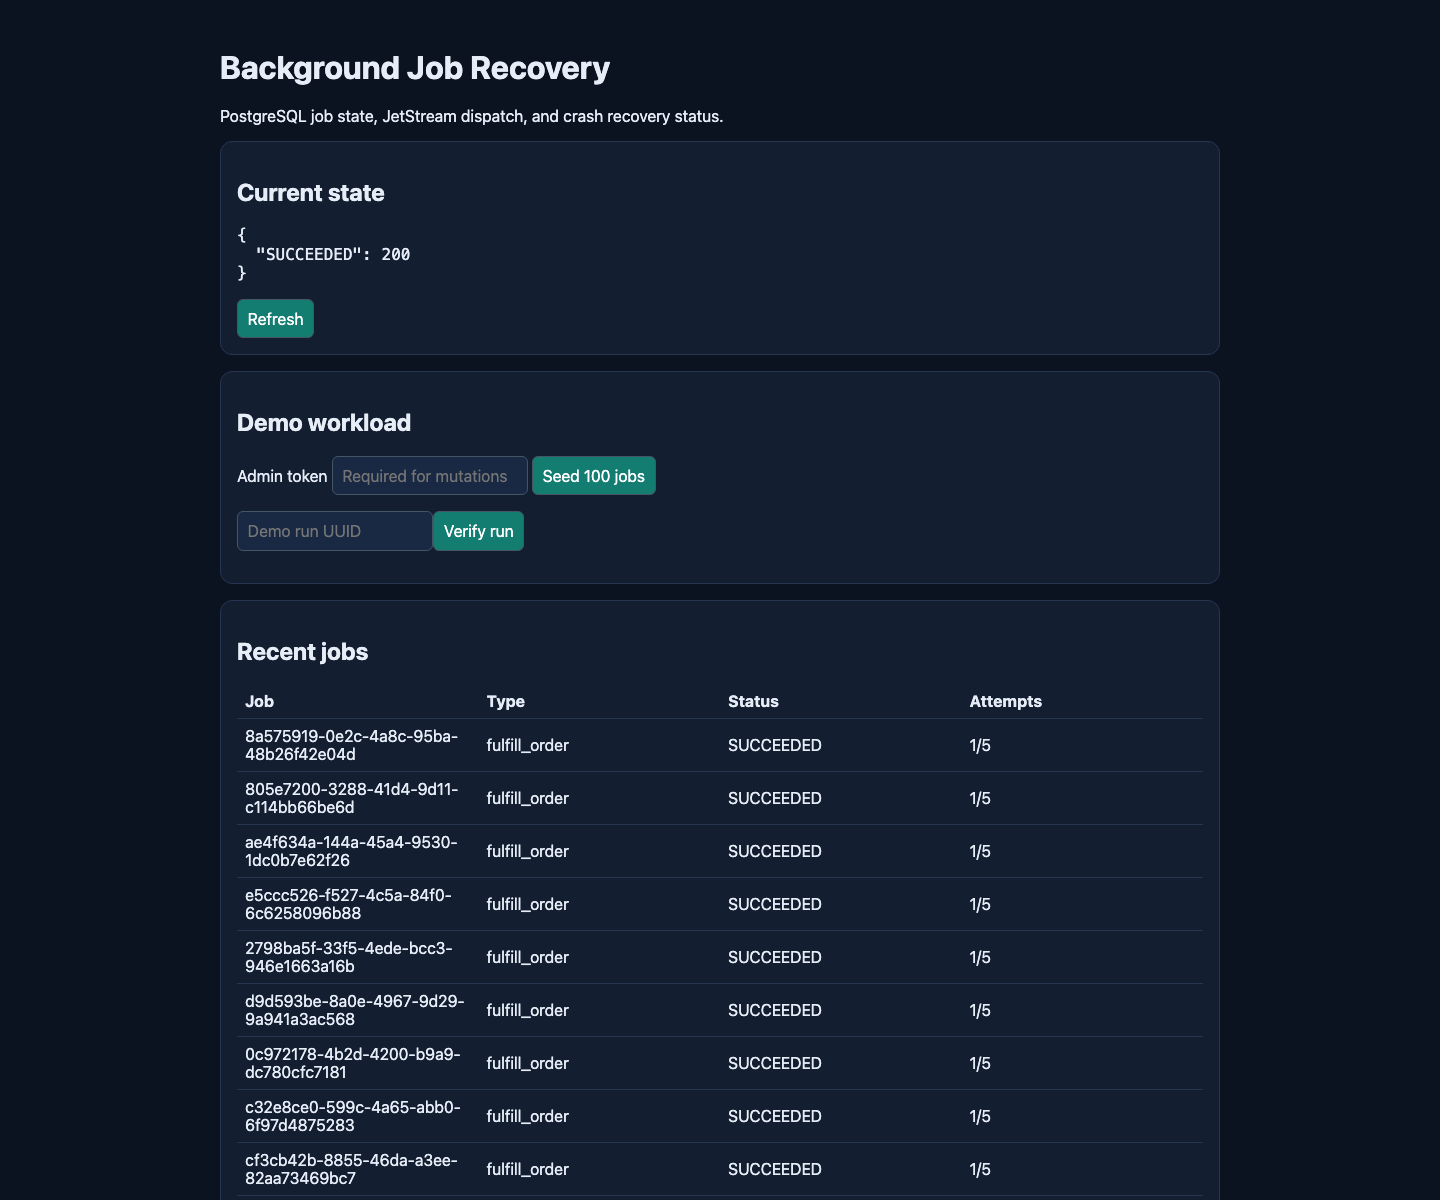 Background Job Recovery
PostgreSQL job state, JetStream dispatch, and crash recovery status.
Current state
{
  "SUCCEEDED": 200
}
Refresh
Demo workload
Admin token Required for mutations Seed 100 jobs
Demo run UUID Verify run
Recent jobs
Job Type Status Attempts
8a575919-0e2c-4a8c-95ba-
48b26f42e04d fulfill_order SUCCEEDED 1/5
805e7200-3288-41d4-9d11-
c114bb66be6d fulfill_order SUCCEEDED 1/5
ae4f634a-144a-45a4-9530-
1dc0b7e62f26 fulfill_order SUCCEEDED 1/5
e5ccc526-f527-4c5a-84f0-
6c6258096b88 fulfill_order SUCCEEDED 1/5
2798ba5f-33f5-4ede-bcc3-
946e1663a16b fulfill_order SUCCEEDED 1/5
d9d593be-8a0e-4967-9d29-
9a941a3ac568 fulfill_order SUCCEEDED 1/5
0c972178-4b2d-4200-b9a9-
dc780cfc7181 fulfill_order SUCCEEDED 1/5
c32e8ce0-599c-4a65-abb0-
6f97d4875283 fulfill_order SUCCEEDED 1/5
cf3cb42b-8855-46da-a3ee-
82aa73469bc7 fulfill_order SUCCEEDED 1/5